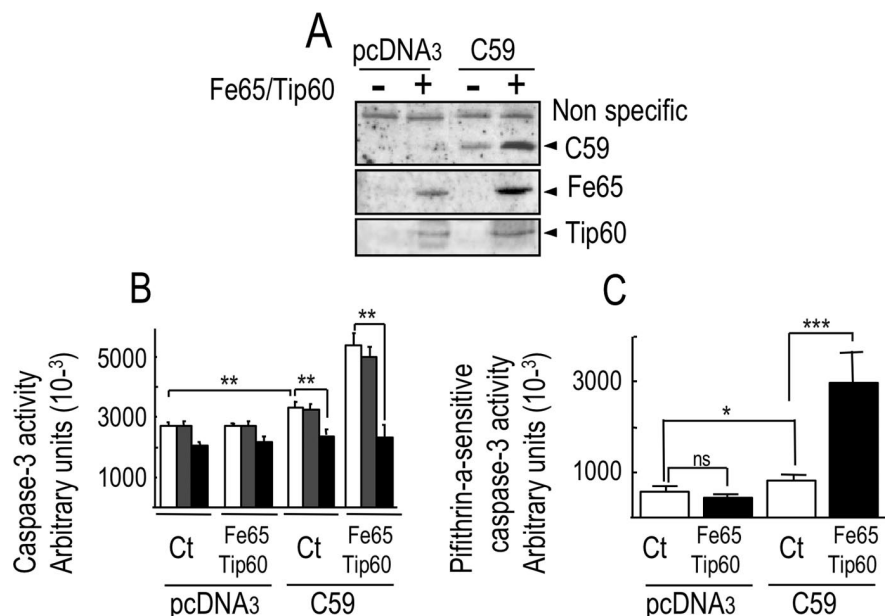 A
pcDNA3 C59
Fe65/Tip60 - + - +
Non specific
C59
Fe65
Tip60
B
Caspase-3 activity
Arbitrary units (10-3)
5000
3000
1000
** ** **
Ct Fe65 Ct Fe65
Tip60 Tip60
pcDNA3 C59
C
Pifithrin-a-sensitive
caspase-3 activity
Arbitrary units (10-3)
3000
1000
***
*
ns
Ct Fe65 Ct Fe65
Tip60 Tip60
pcDNA3 C59